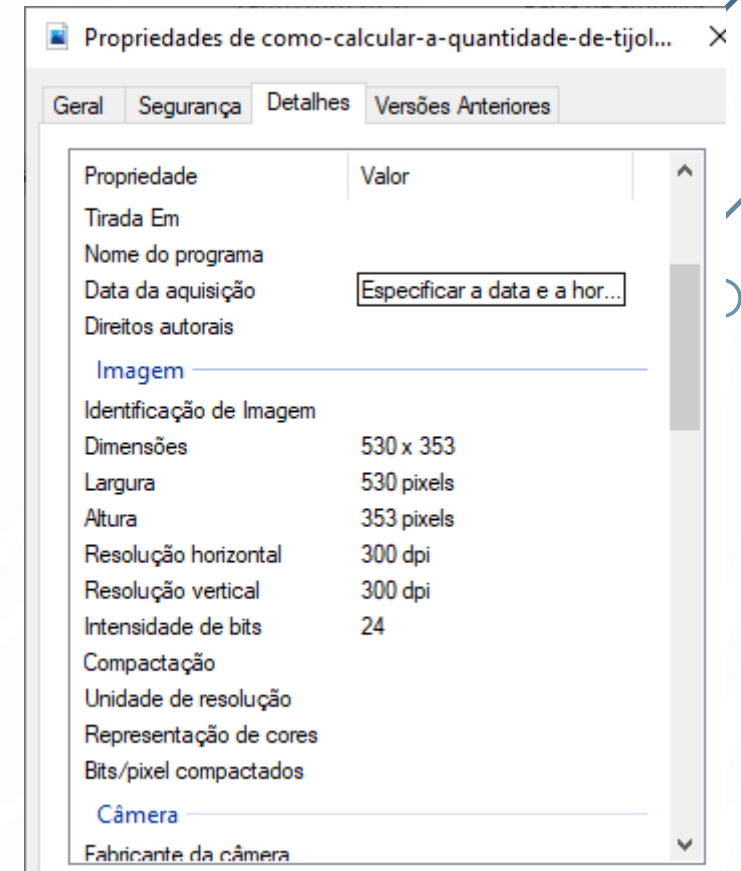 Propriedades de como-calcular-a-quantidade-de-tijol...
Geral Segurança Detalhes Versões Anteriores
Propriedade Valor
Tirada Em
Nome do programa
Data da aquisição Especificar a data e a hor...
Direitos autorais
Imagem
Identificação de Imagem
Dimensões 530 x 353
Largura 530 pixels
Altura 353 pixels
Resolução horizontal 300 dpi
Resolução vertical 300 dpi
Intensidade de bits 24
Compactação
Unidade de resolução
Representação de cores
Bits/pixel compactados
Câmera
Fabricante da câmera